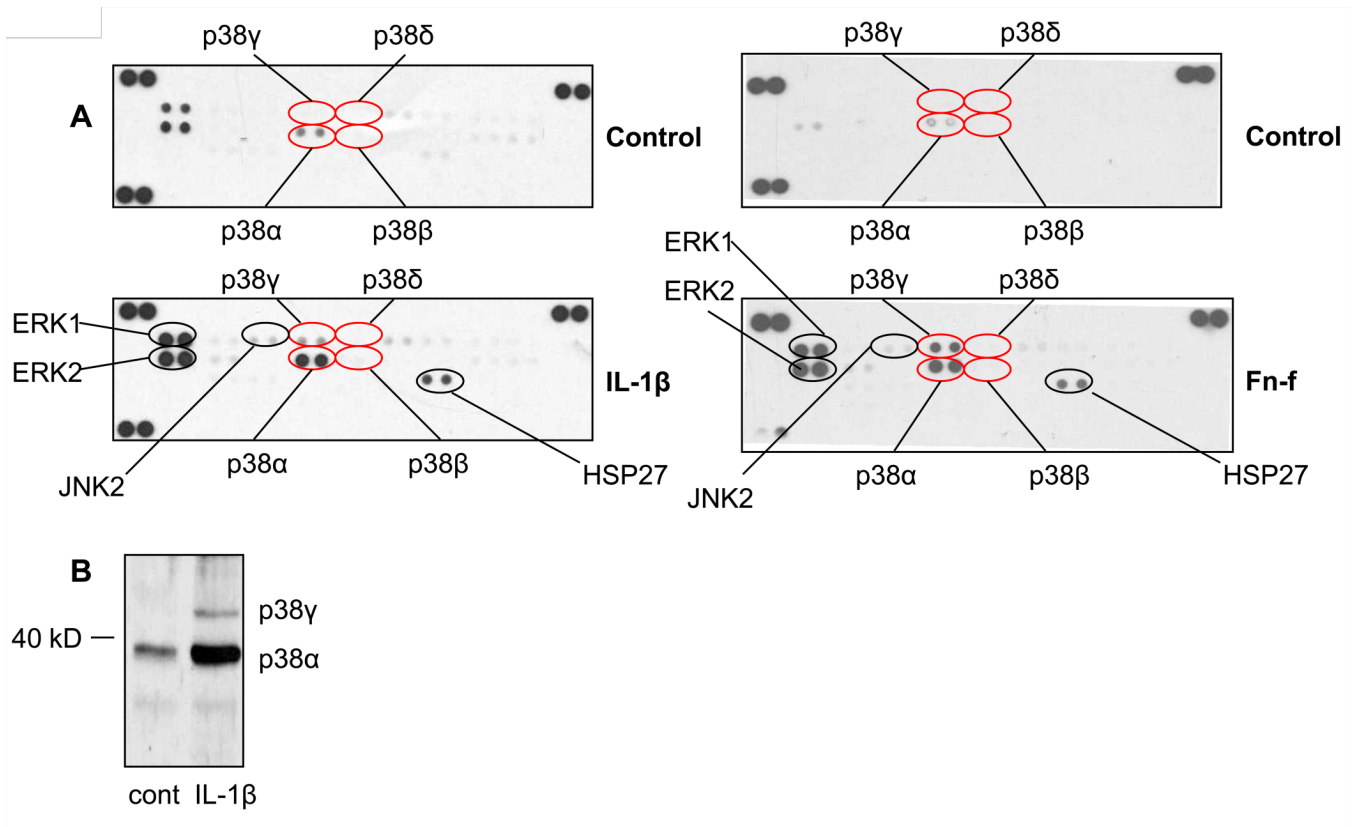 p38γ p38δ
A
Control
p38α p38β
p38γ p38δ
Control
p38α p38β
ERK1
ERK2
p38γ p38δ
IL-1β
p38α p38β
JNK2
HSP27
ERK1
ERK2
p38γ p38δ
Fn-f
p38α p38β
JNK2
HSP27
B
p38γ
40 kD
p38α
cont IL-1β